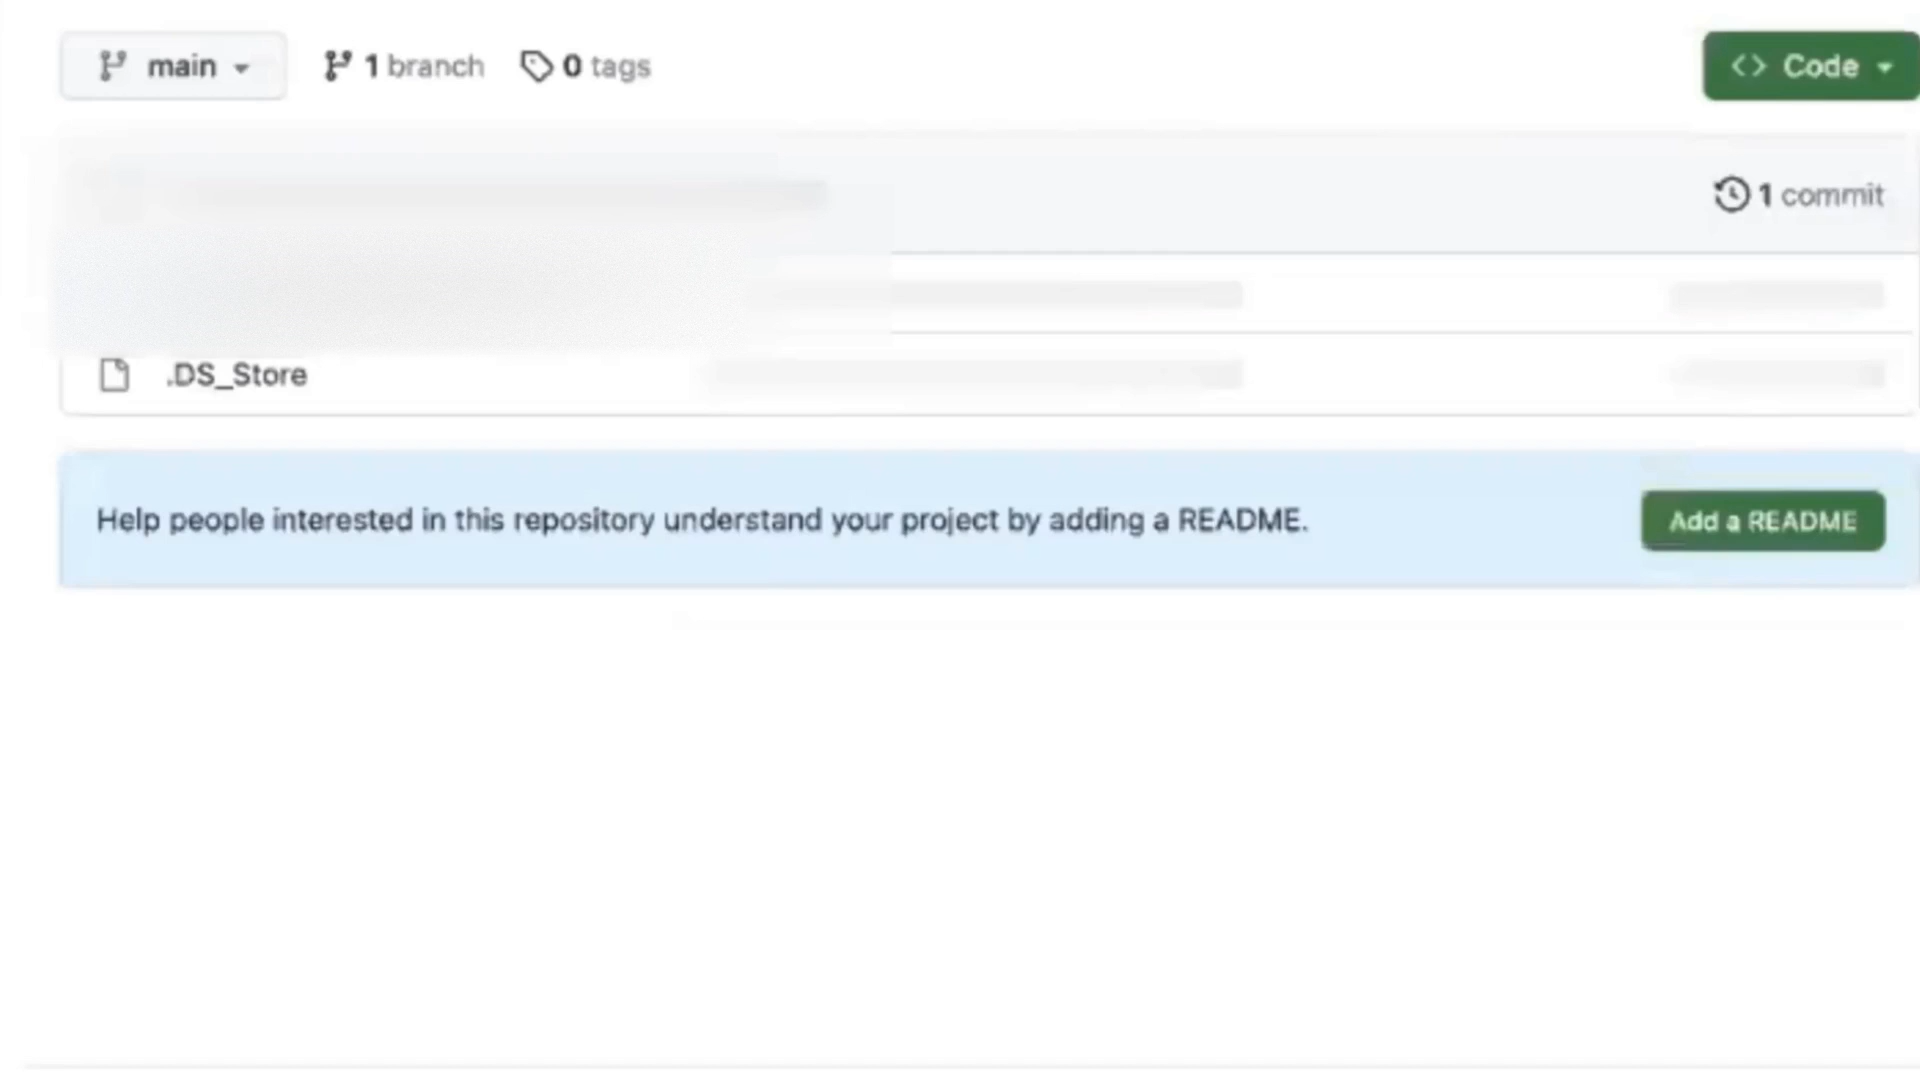 main
1 branch
0 tags
Code
1 commit
.DS_Store
Help people interested in this repository understand your project by adding a README.
Add a README